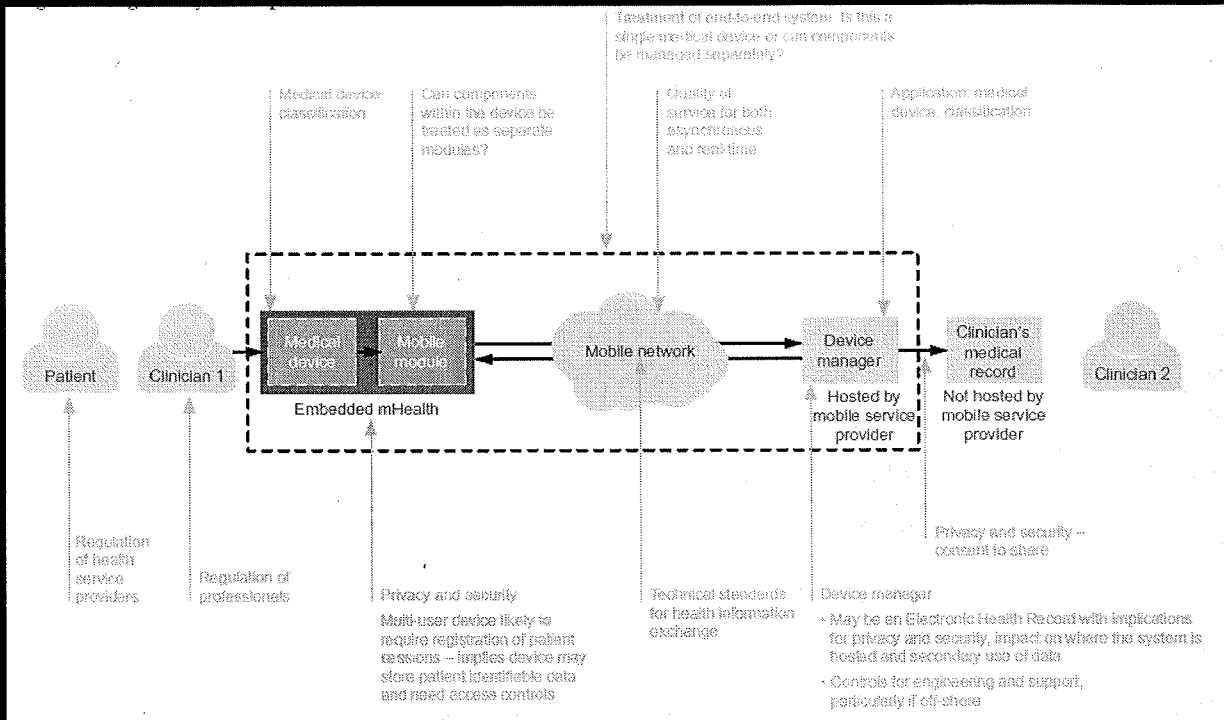 Treatment of end-to-end system. Is this a
single medical device or can components
be managed separately?
Medical device
classification
Can components
within the device be
treated as separate
modules?
Quality of
service for both
asynchronous
and real-time
Application: medical
device, classification
Patient
Clinician 1
Medical
device
Mobile
module
Embedded mHealth
Mobile network
Device
manager
Hosted by
mobile service
provider
Clinician's
medical
record
Not hosted by
mobile service
provider
Clinician 2
Regulation
of health
service
providers
Regulation of
professionals
Privacy and security
Multi-user device likely to
require registration of patient
sessions – implies device may
store patient identifiable data
and need access controls
Technical standards
for health information
exchange
Privacy and security –
consent to share
Device manager
• May be an Electronic Health Record with implications
for privacy and security, impact on where the system is
hosted and secondary use of data
• Controls for engineering and support,
particularly if off-shore